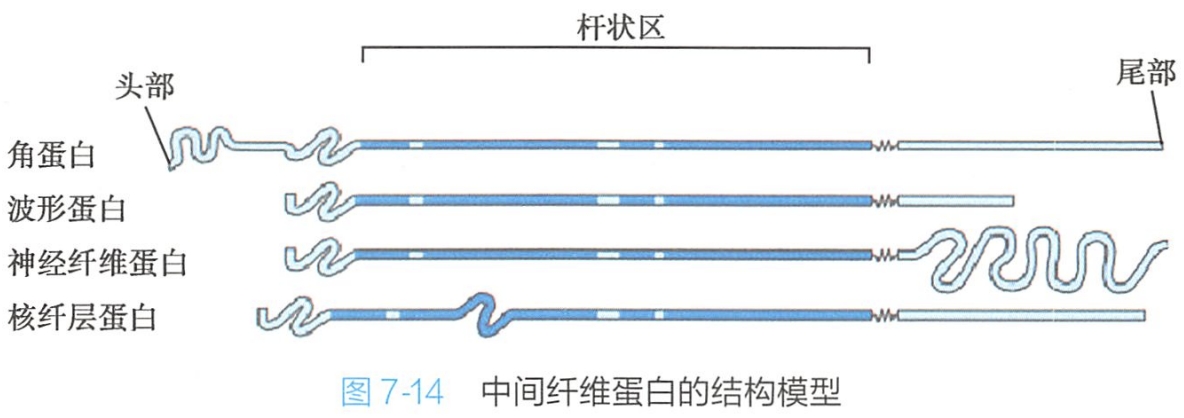 杆状区
头部
尾部
角蛋白
波形蛋白
神经纤维蛋白
核纤层蛋白
图 7-14 中间纤维蛋白的结构模型